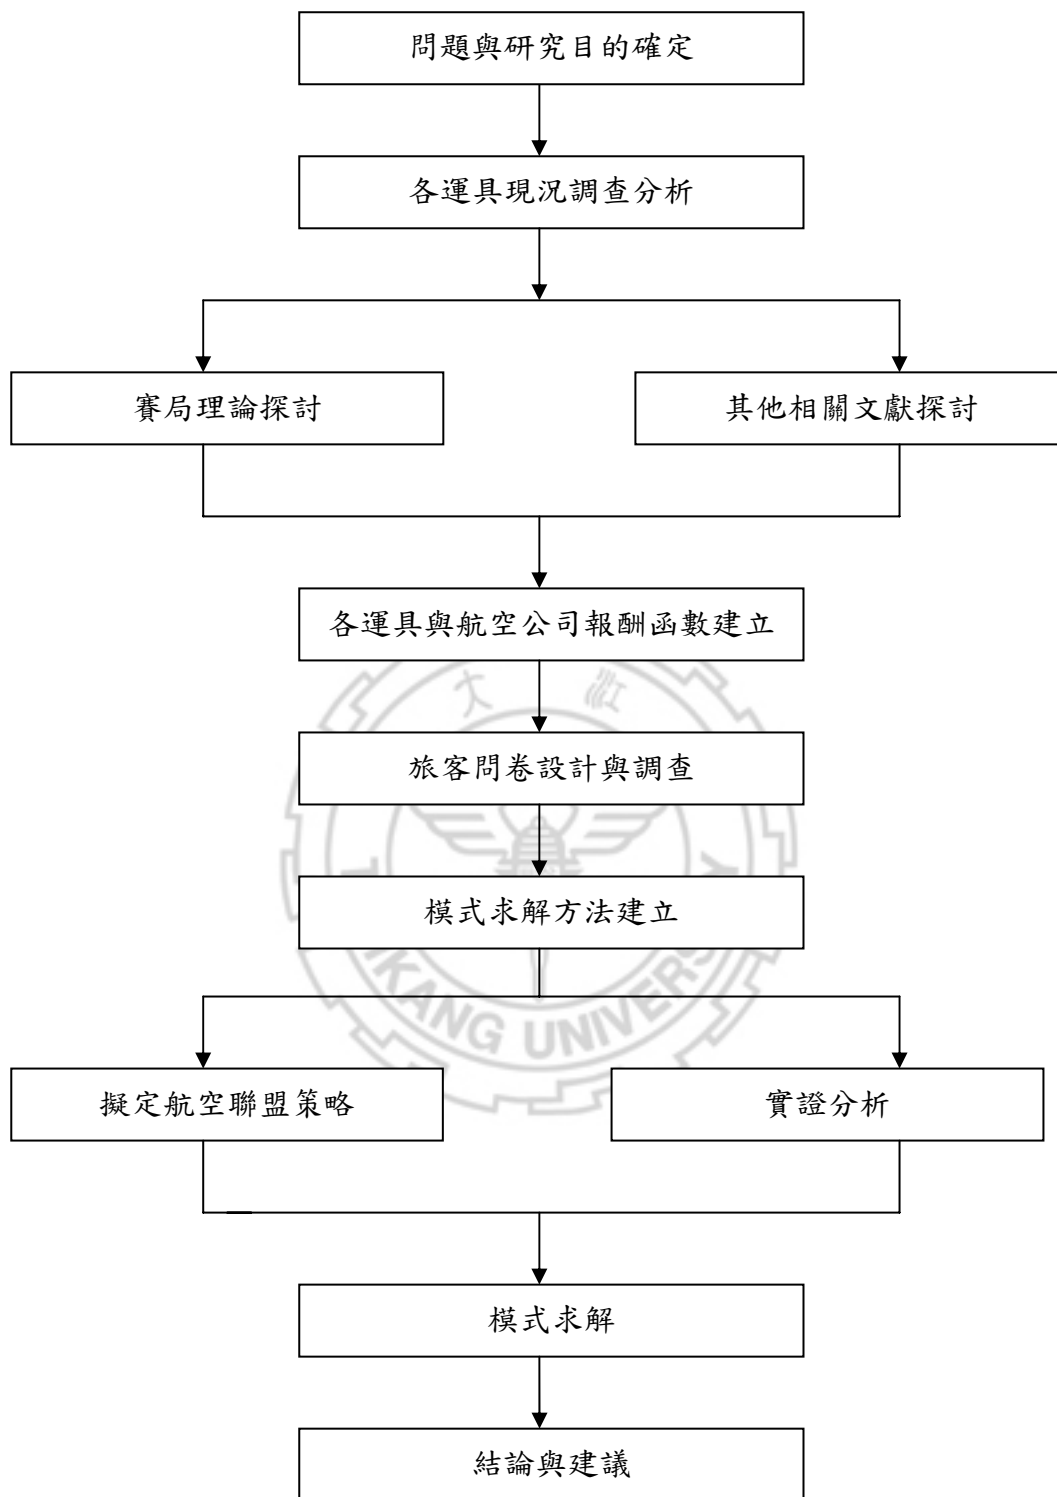 問題與研究目的確定
各運具現況調查分析
賽局理論探討
其他相關文獻探討
各運具與航空公司報酬函數建立
大 江
旅客問卷設計與調查
模式求解方法建立
KANG UNIVERS Y
擬定航空聯盟策略
實證分析
模式求解
結論與建議